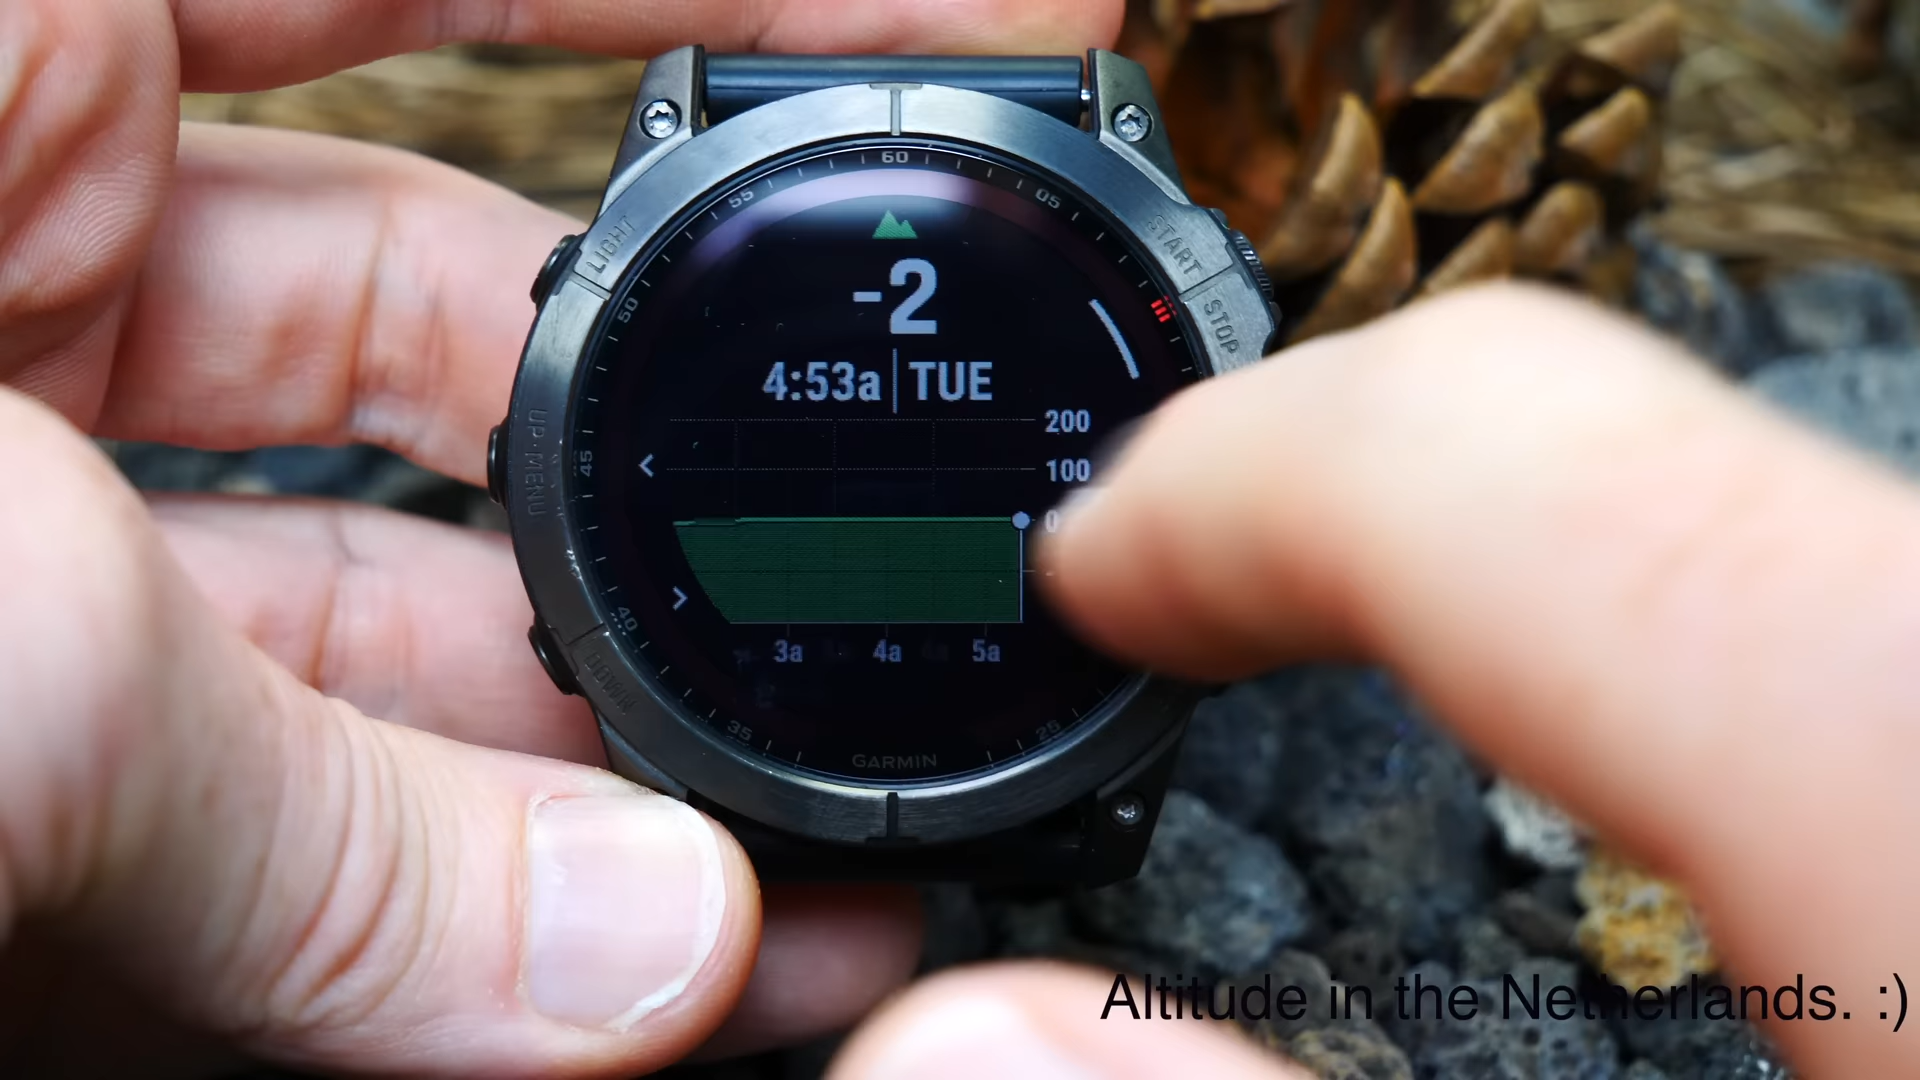 60
55
05
LIGHT
START
STOP
50
-2
4:53a TUE
200
<
100
UP·MENU
45
0
>
40
3a 4a 5a
DOWN
35
25
GARMIN
Altitude in the Netherlands. :)